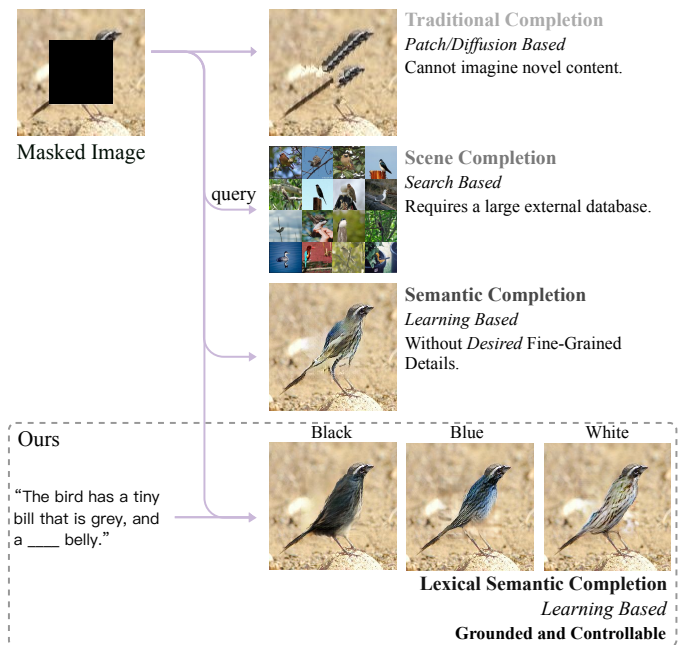 Traditional Completion
Patch/Diffusion Based
Cannot imagine novel content.
Masked Image
Scene Completion
query
Search Based
Requires a large external database.
Semantic Completion
Learning Based
Without Desired Fine-Grained
Details.
Ours
Black
Blue
White
“The bird has a tiny
bill that is grey, and
a ____ belly.”
Lexical Semantic Completion
Learning Based
Grounded and Controllable